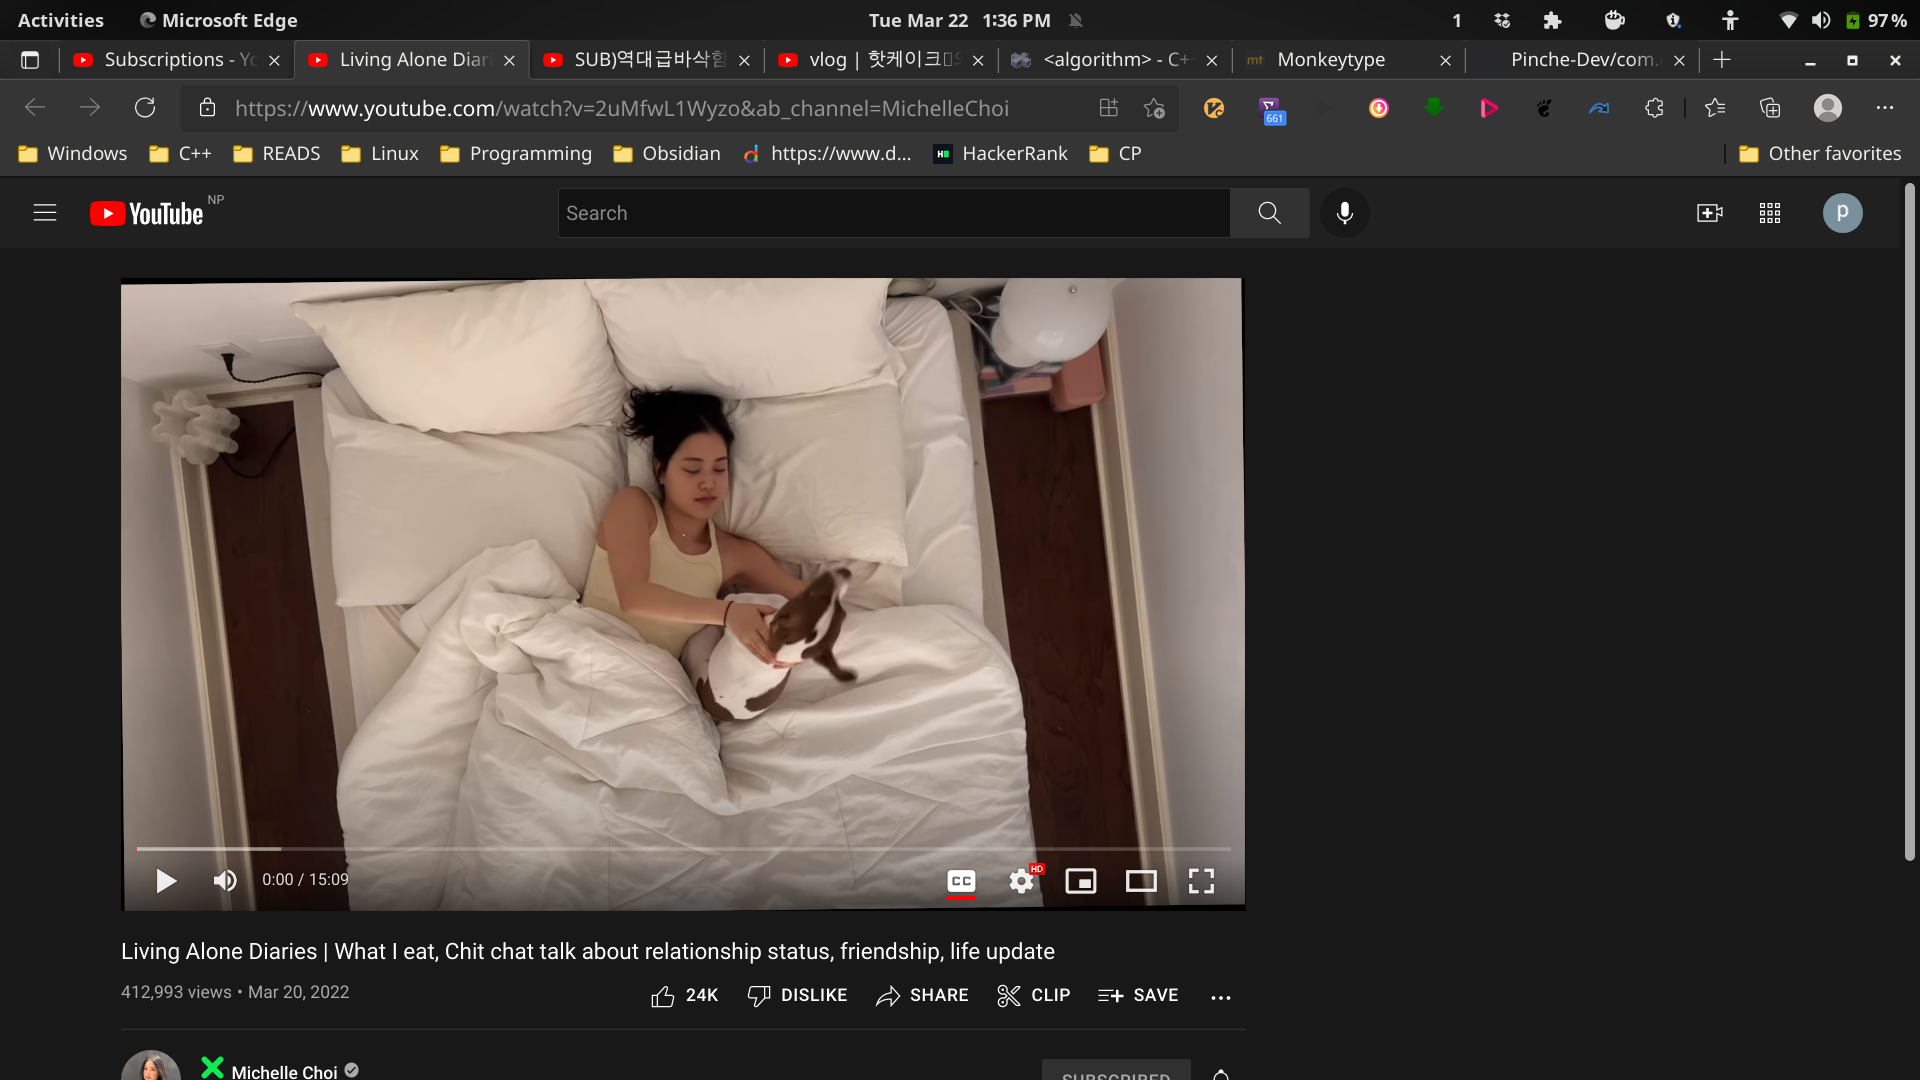 Activities Microsoft Edge Tue Mar 22 1:36 PM 1 97%
Subscriptions - Yo Living Alone Diari SUB)역대급바삭함 vlog | 핫케이크 <algorithm> - C+ Monkeytype Pinche-Dev/com.
https://www.youtube.com/watch?v=2uMfwL1Wyzo&ab_channel=MichelleChoi 661
Windows C++ READS Linux Programming Obsidian https://www.d... HackerRank CP Other favorites
YouTube NP Search p
0:00 / 15:09 CC HD
Living Alone Diaries | What I eat, Chit chat talk about relationship status, friendship, life update
412,993 views • Mar 20, 2022 24K DISLIKE SHARE CLIP SAVE
Michelle Choi SUBSCRIBED